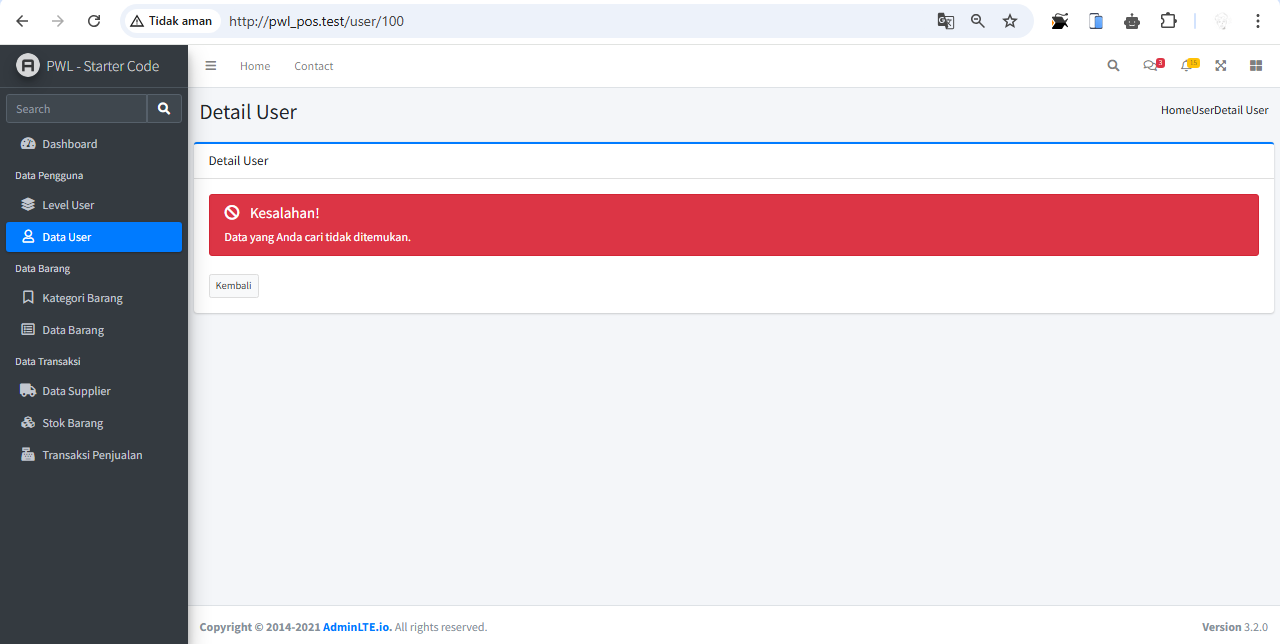 Tidak aman http://pwl_pos.test/user/100
PWL - Starter Code
Home Contact
3
15
Search
Dashboard
Data Pengguna
Level User
Data User
Data Barang
Kategori Barang
Data Barang
Data Transaksi
Data Supplier
Stok Barang
Transaksi Penjualan
Detail User
HomeUserDetail User
Detail User
Kesalahan!
Data yang Anda cari tidak ditemukan.
Kembali
Copyright © 2014-2021 AdminLTE.io. All rights reserved.
Version 3.2.0